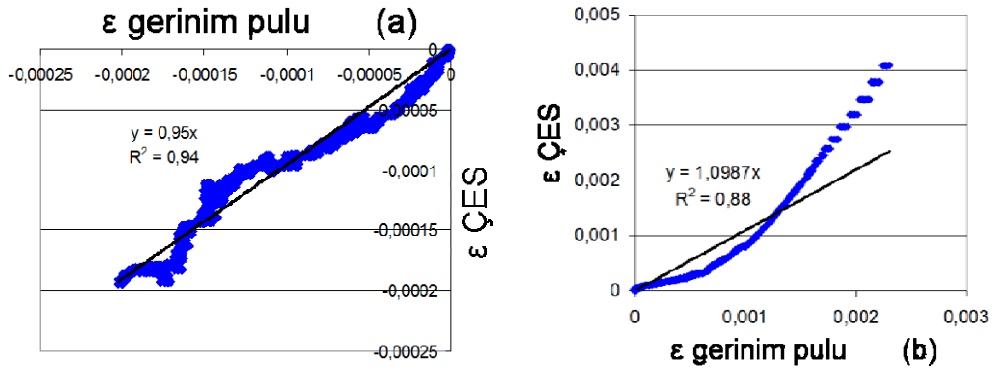 ε gerinim pulu (a)
-0,00025 -0,0002 -0,00015 -0,0001 -0,00005 0
0
-0,00005
-0,0001
-0,00015
-0,0002
-0,00025
y = 0,95x
R² = 0,94
ε ÇES
0,005
0,004
0,003
0,002
0,001
0
ε ÇES
y = 1,0987x
R² = 0,88
0 0,001 0,002 0,003
ε gerinim pulu (b)